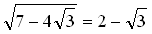 √(7 − 4√3) = 2 − √3